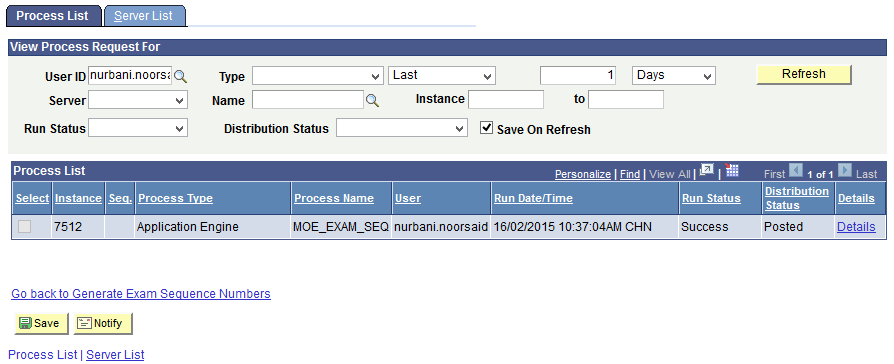 Process List Server List
View Process Request For
User ID nurbani.noorsa Type Last 1 Days Refresh
Server Name Instance to
Run Status Distribution Status Save On Refresh
Process List Personalize | Find | View All | | First 1 of 1 Last
Select Instance Seq. Process Type Process Name User Run Date/Time Run Status Distribution Status Details
7512 Application Engine MOE_EXAM_SEQ nurbani.noorsaid 16/02/2015 10:37:04AM CHN Success Posted Details
Go back to Generate Exam Sequence Numbers
Save Notify
Process List | Server List